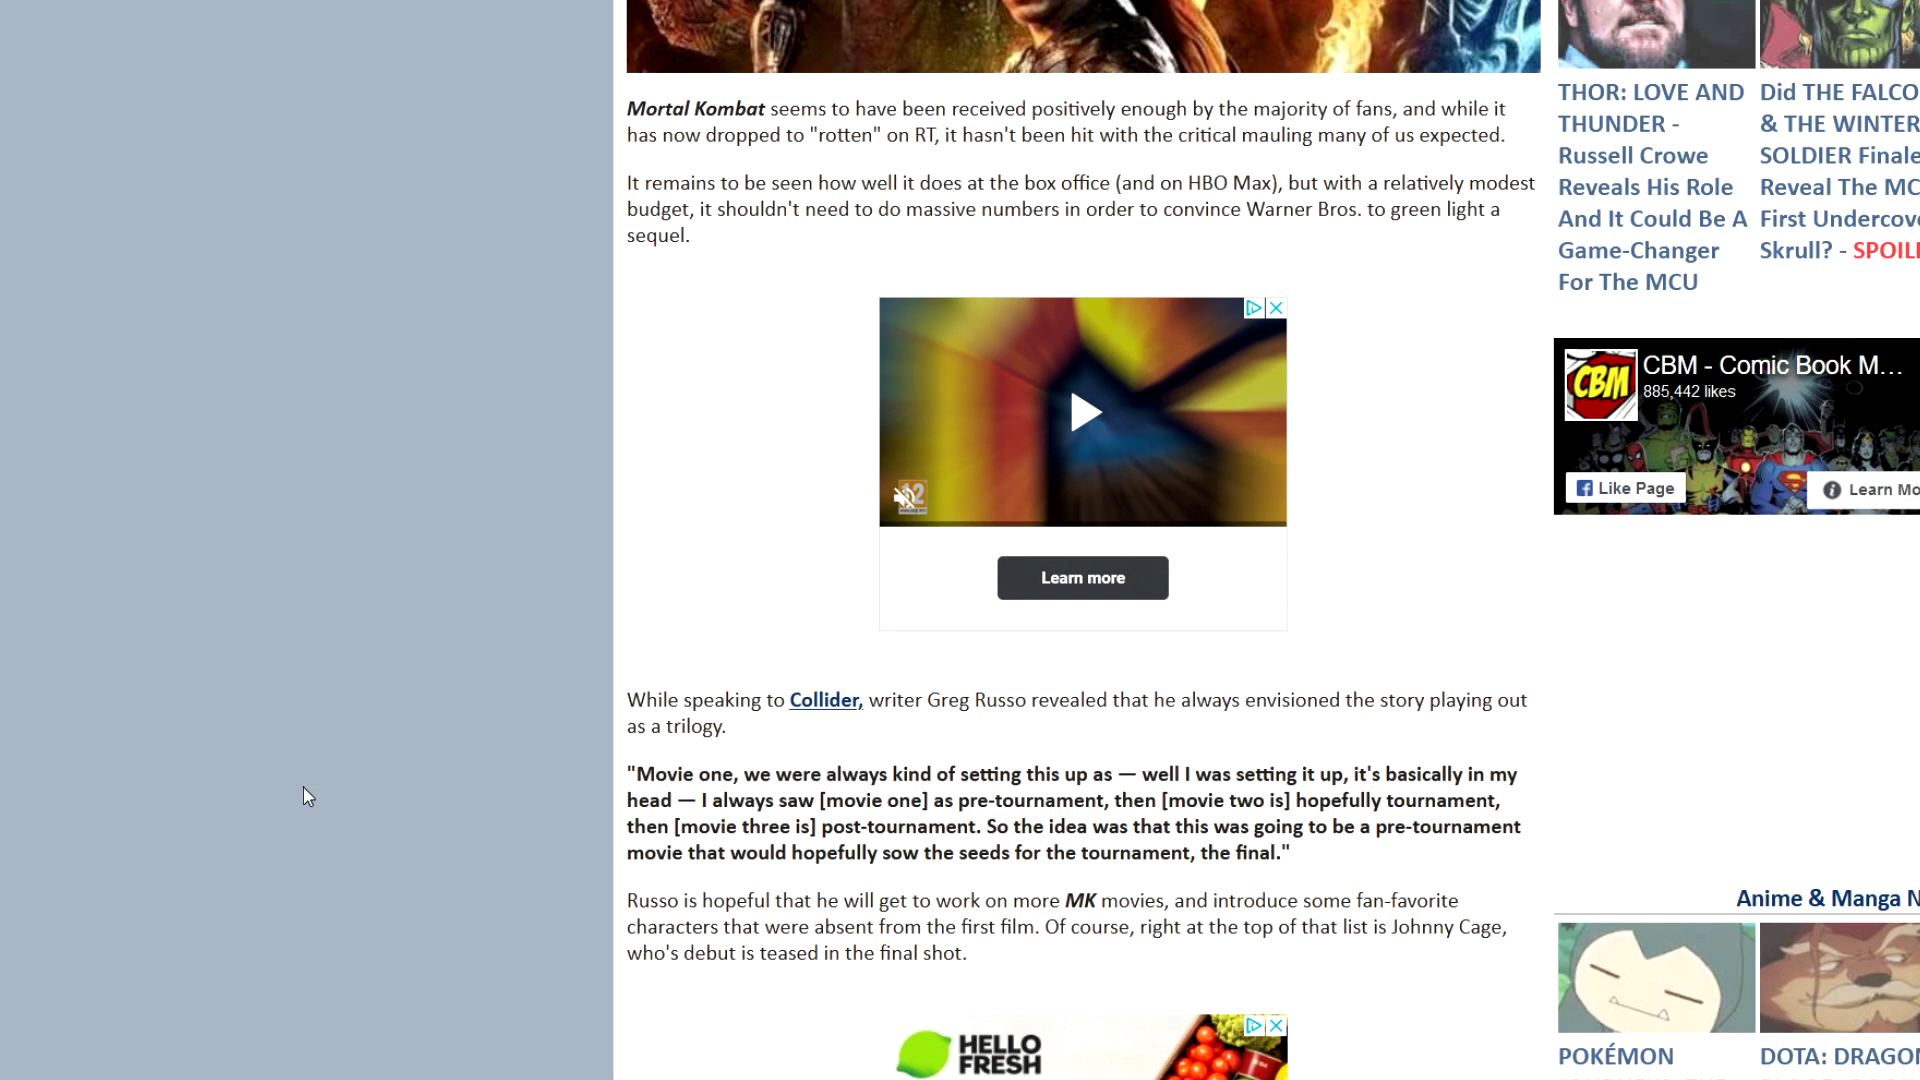 Mortal Kombat seems to have been received positively enough by the majority of fans, and while it
has now dropped to "rotten" on RT, it hasn't been hit with the critical mauling many of us expected.
It remains to be seen how well it does at the box office (and on HBO Max), but with a relatively modest
budget, it shouldn't need to do massive numbers in order to convince Warner Bros. to green light a
sequel.
12
Learn more
While speaking to Collider, writer Greg Russo revealed that he always envisioned the story playing out
as a trilogy.
"Movie one, we were always kind of setting this up as — well I was setting it up, it's basically in my
head — I always saw [movie one] as pre-tournament, then [movie two is] hopefully tournament,
then [movie three is] post-tournament. So the idea was that this was going to be a pre-tournament
movie that would hopefully sow the seeds for the tournament, the final."
Russo is hopeful that he will get to work on more MK movies, and introduce some fan-favorite
characters that were absent from the first film. Of course, right at the top of that list is Johnny Cage,
who's debut is teased in the final shot.
HELLO
FRESH
THOR: LOVE AND
THUNDER -
Russell Crowe
Reveals His Role
And It Could Be A
Game-Changer
For The MCU
Did THE FALCO
& THE WINTER
SOLDIER Finale
Reveal The MC
First Undercov
Skrull? - SPOIL
CBM
CBM - Comic Book M...
885,442 likes
Like Page
Learn Mo
Anime & Manga N
POKÉMON
DOTA: DRAGON